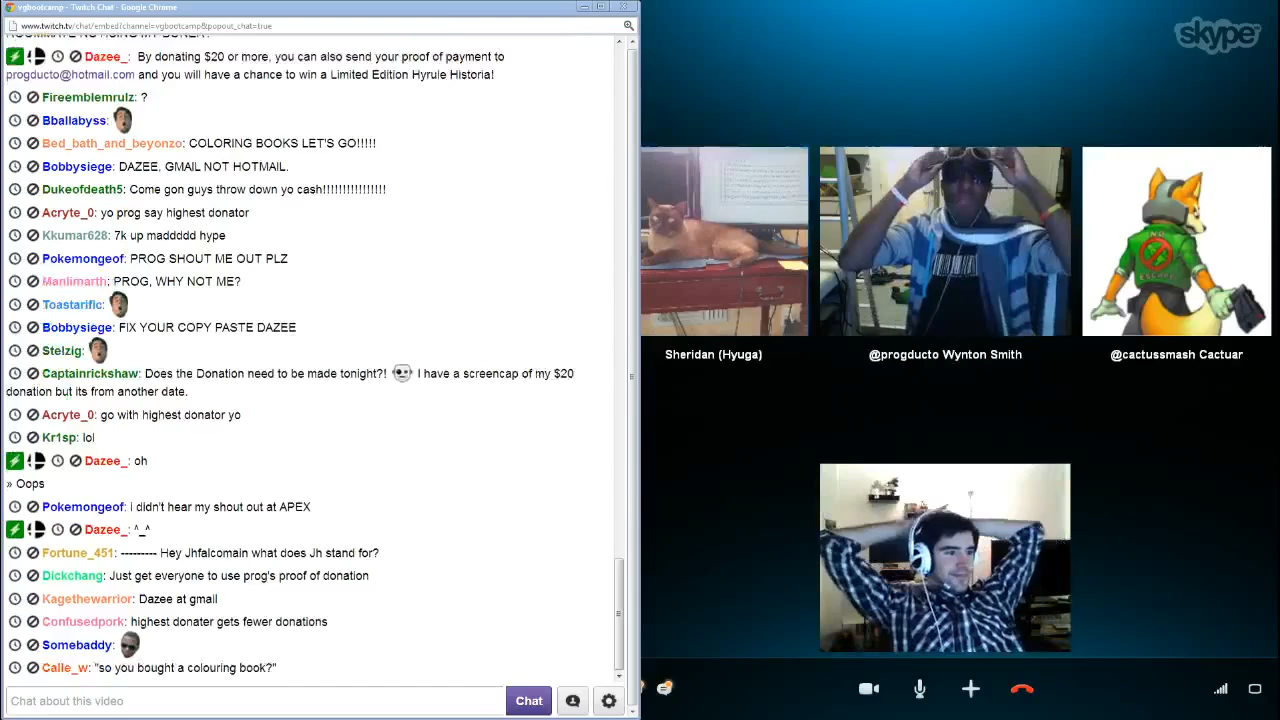 vgbootcamp - Twitch Chat - Google Chrome
www.twitch.tv/chat/embed?channel=vgbootcamp&popout_chat=true
Dazee_: By donating $20 or more, you can also send your proof of payment to
progducto@hotmail.com and you will have a chance to win a Limited Edition Hyrule Historia!
Fireemblemrulz: ?
Bballabyss:
Bed_bath_and_beyonzo: COLORING BOOKS LET'S GO!!!!!
Bobbysiege: DAZEE, GMAIL NOT HOTMAIL.
Dukeofdeath5: Come gon guys throw down yo cash!!!!!!!!!!!!!!!!
Acryte_0: yo prog say highest donator
Kkumar628: 7k up maddddd hype
Pokemongeof: PROG SHOUT ME OUT PLZ
Manlimarth: PROG, WHY NOT ME?
Toastarific:
Bobbysiege: FIX YOUR COPY PASTE DAZEE
Stelzig:
Captainrickshaw: Does the Donation need to be made tonight?! I have a screencap of my $20
donation but its from another date.
Acryte_0: go with highest donator yo
Kr1sp: lol
Dazee_: oh
» Oops
Pokemongeof: I didn't hear my shout out at APEX
Dazee_: ^_^
Fortune_451: --------- Hey Jhfalcomain what does Jh stand for?
Dickchang: Just get everyone to use prog's proof of donation
Kagethewarrior: Dazee at gmail
Confusedpork: highest donater gets fewer donations
Somebaddy:
Calle_w: "so you bought a colouring book?"
Chat about this video
Chat
skype
NO
ESCAPE
Sheridan (Hyuga)
@progducto Wynton Smith
@cactussmash Cactuar